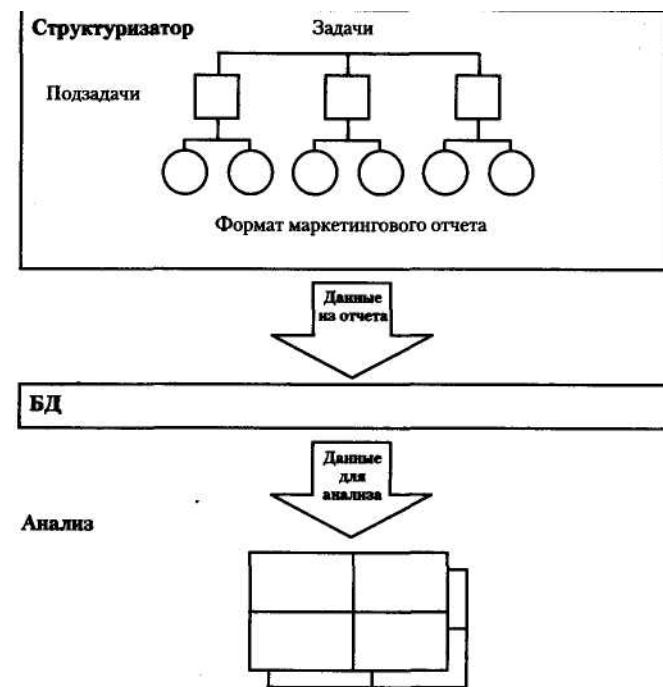 Структуризатор
Задачи
Подзадачи
Формат маркетингового отчета
Данные
из отчета
БД
Данные
для
анализа
Анализ